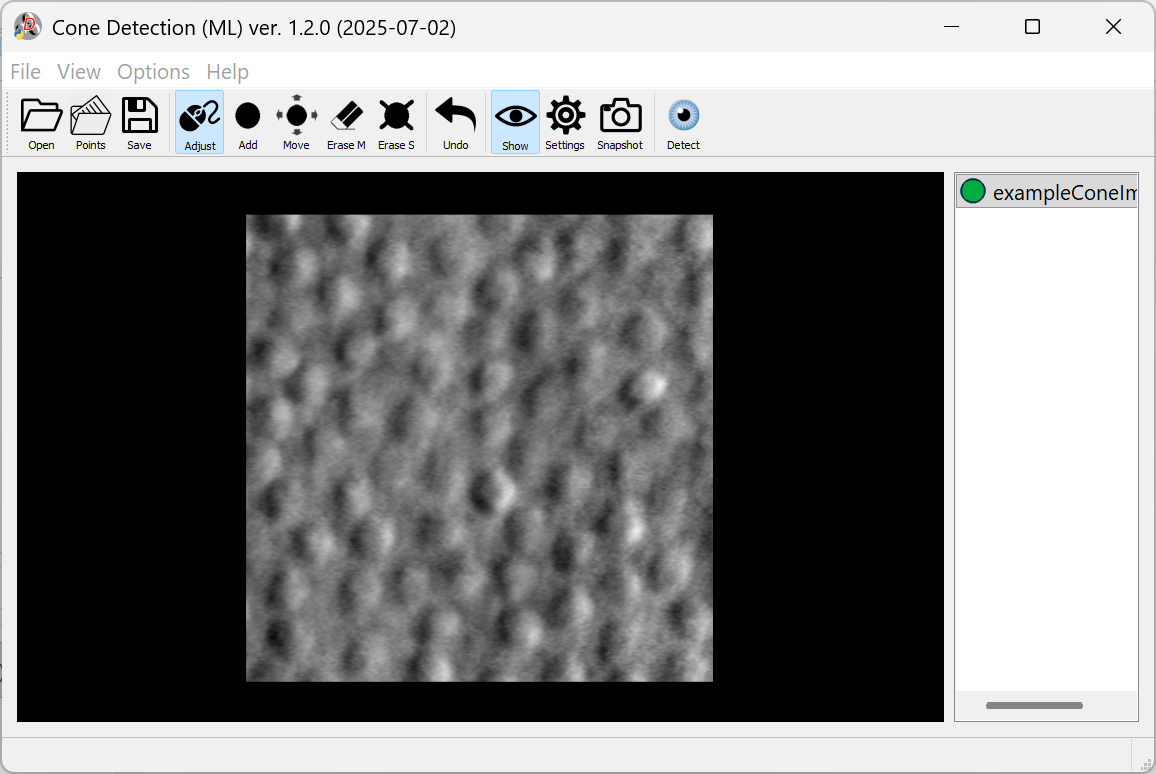 Cone Detection (ML) ver. 1.2.0 (2025-07-02)
File View Options Help
Open Points Save Adjust Add Move Erase M Erase S Undo Show Settings Snapshot Detect
exampleConeIm